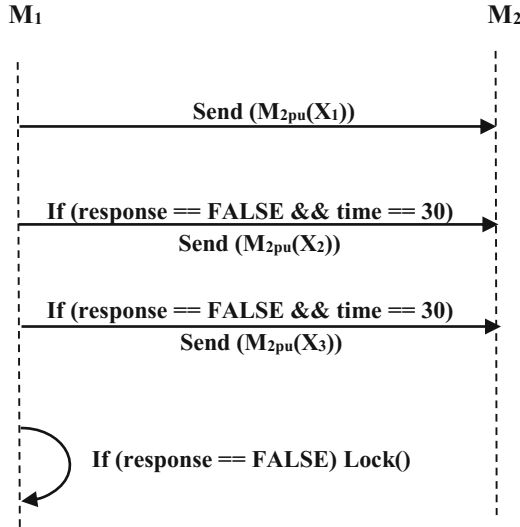 M1 M2
Send (M2pu(X1))
If (response == FALSE && time == 30)
Send (M2pu(X2))
If (response == FALSE && time == 30)
Send (M2pu(X3))
If (response == FALSE) Lock()